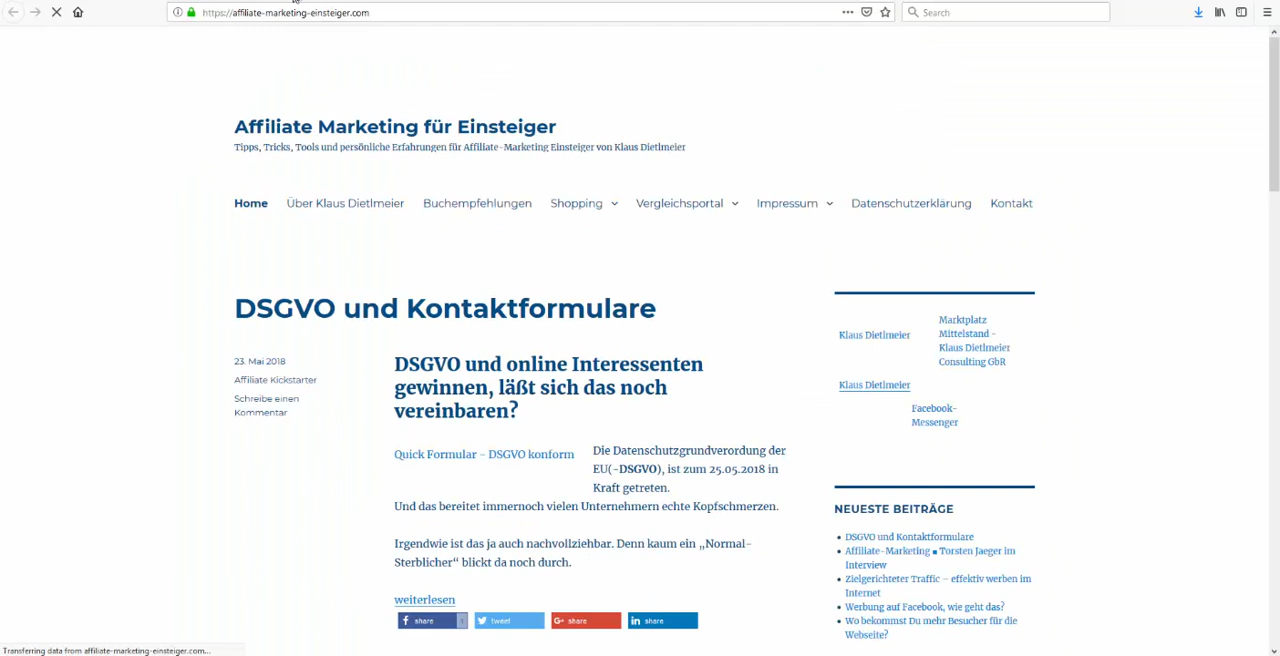 https://affiliate-marketing-einsteiger.com
Search
Affiliate Marketing für Einsteiger
Tipps, Tricks, Tools und persönliche Erfahrungen für Affiliate-Marketing Einsteiger von Klaus Dietlmeier
Home Über Klaus Dietlmeier Buchempfehlungen Shopping Vergleichsportal Impressum Datenschutzerklärung Kontakt
DSGVO und Kontaktformulare
23. Mai 2018
Affiliate Kickstarter
Schreibe einen
Kommentar
DSGVO und online Interessenten
gewinnen, läßt sich das noch
vereinbaren?
Quick Formular - DSGVO konform
Die Datenschutzgrundverordung der
EU(-DSGVO), ist zum 25.05.2018 in
Kraft getreten.
Und das bereitet immernoch vielen Unternehmern echte Kopfschmerzen.
Irgendwie ist das ja auch nachvollziehbar. Denn kaum ein „Normal-
Sterblicher“ blickt da noch durch.
weiterlesen
share 1 tweet share share
Klaus Dietlmeier
Marktplatz
Mittelstand -
Klaus Dietlmeier
Consulting GbR
Klaus Dietlmeier
Facebook-
Messenger
NEUESTE BEITRÄGE
DSGVO und Kontaktformulare
Affiliate-Marketing ■ Torsten Jaeger im
Interview
Zielgerichteter Traffic – effektiv werben im
Internet
Werbung auf Facebook, wie geht das?
Wo bekommst Du mehr Besucher für die
Webseite?
Transferring data from affiliate-marketing-einsteiger.com...